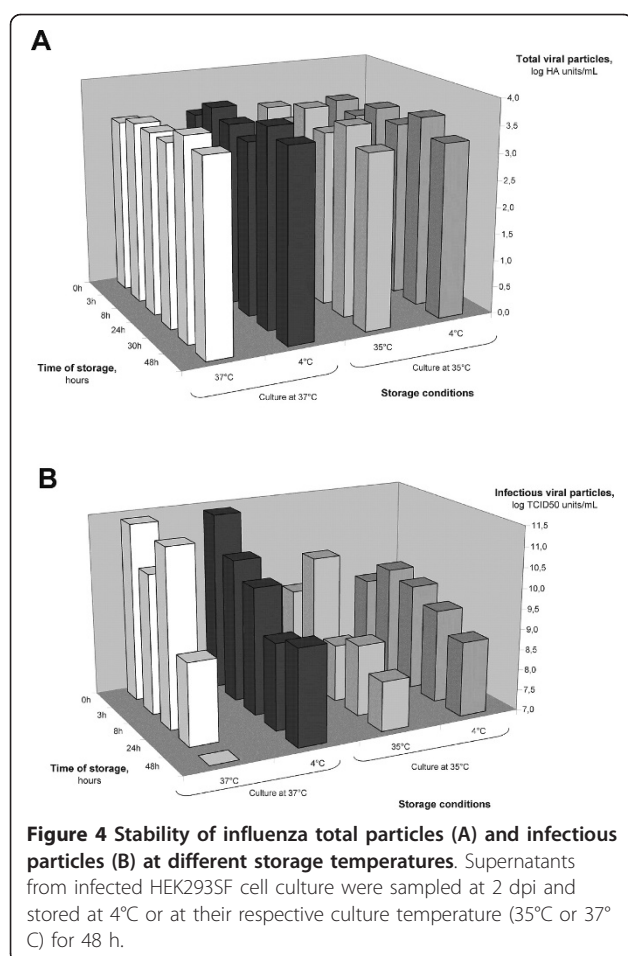 A
Total viral particles,
log HA units/mL
4,0
3,5
3,0
2,5
2,0
1,5
1,0
0,5
0,0
0h
3h
8h
24h
30h
48h
Time of storage,
hours
37°C
4°C
35°C
4°C
Culture at 37°C
Culture at 35°C
Storage conditions
B
Infectious viral particles,
log TCID50 units/mL
11,5
11,0
10,5
10,0
9,5
9,0
8,5
8,0
7,5
7,0
0h
3h
8h
24h
48h
Time of storage,
hours
37°C
4°C
35°C
4°C
Culture at 37°C
Culture at 35°C
Storage conditions
Figure 4 Stability of influenza total particles (A) and infectious
particles (B) at different storage temperatures. Supernatants
from infected HEK293SF cell culture were sampled at 2 dpi and
stored at 4°C or at their respective culture temperature (35°C or 37°
C) for 48 h.